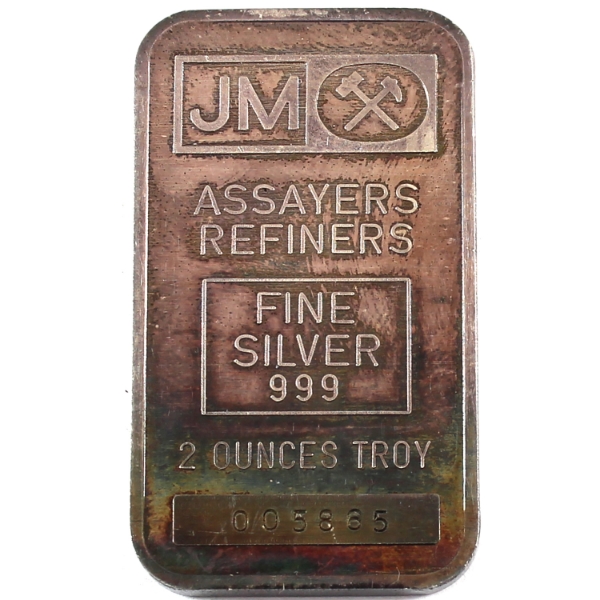 JM
ASSAYERS
REFINERS
FINE
SILVER
999
2 OUNCES TROY
005865